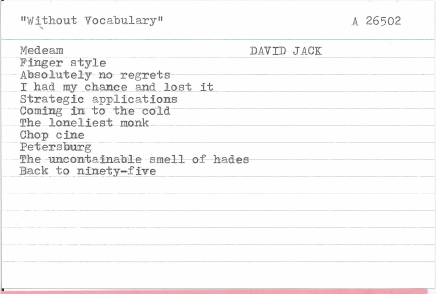 "Without Vocabulary" A 26502
Medeam DAVID JACK
Finger style
Absolutely no regrets
I had my chance and lost it
Strategic applications
Coming in to the cold
The loneliest monk
Chop cine
Petersburg
The uncontainable smell of hades
Back to ninety-five